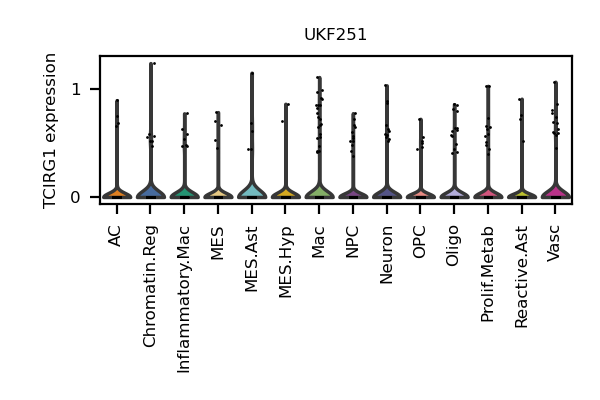 UKF251
TCIRG1 expression
1
0
AC
Chromatin.Reg
Inflammatory.Mac
MES
MES.Ast
MES.Hyp
Mac
NPC
Neuron
OPC
Oligo
Prolif.Metab
Reactive.Ast
Vasc